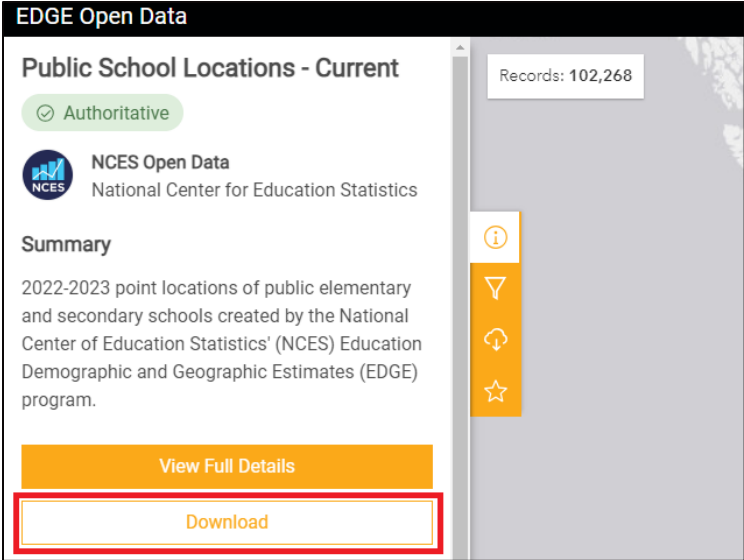 EDGE Open Data
Public School Locations - Current
Records: 102,268
Authoritative
NCES
NCES Open Data
National Center for Education Statistics
Summary
2022-2023 point locations of public elementary
and secondary schools created by the National
Center of Education Statistics' (NCES) Education
Demographic and Geographic Estimates (EDGE)
program.
View Full Details
Download